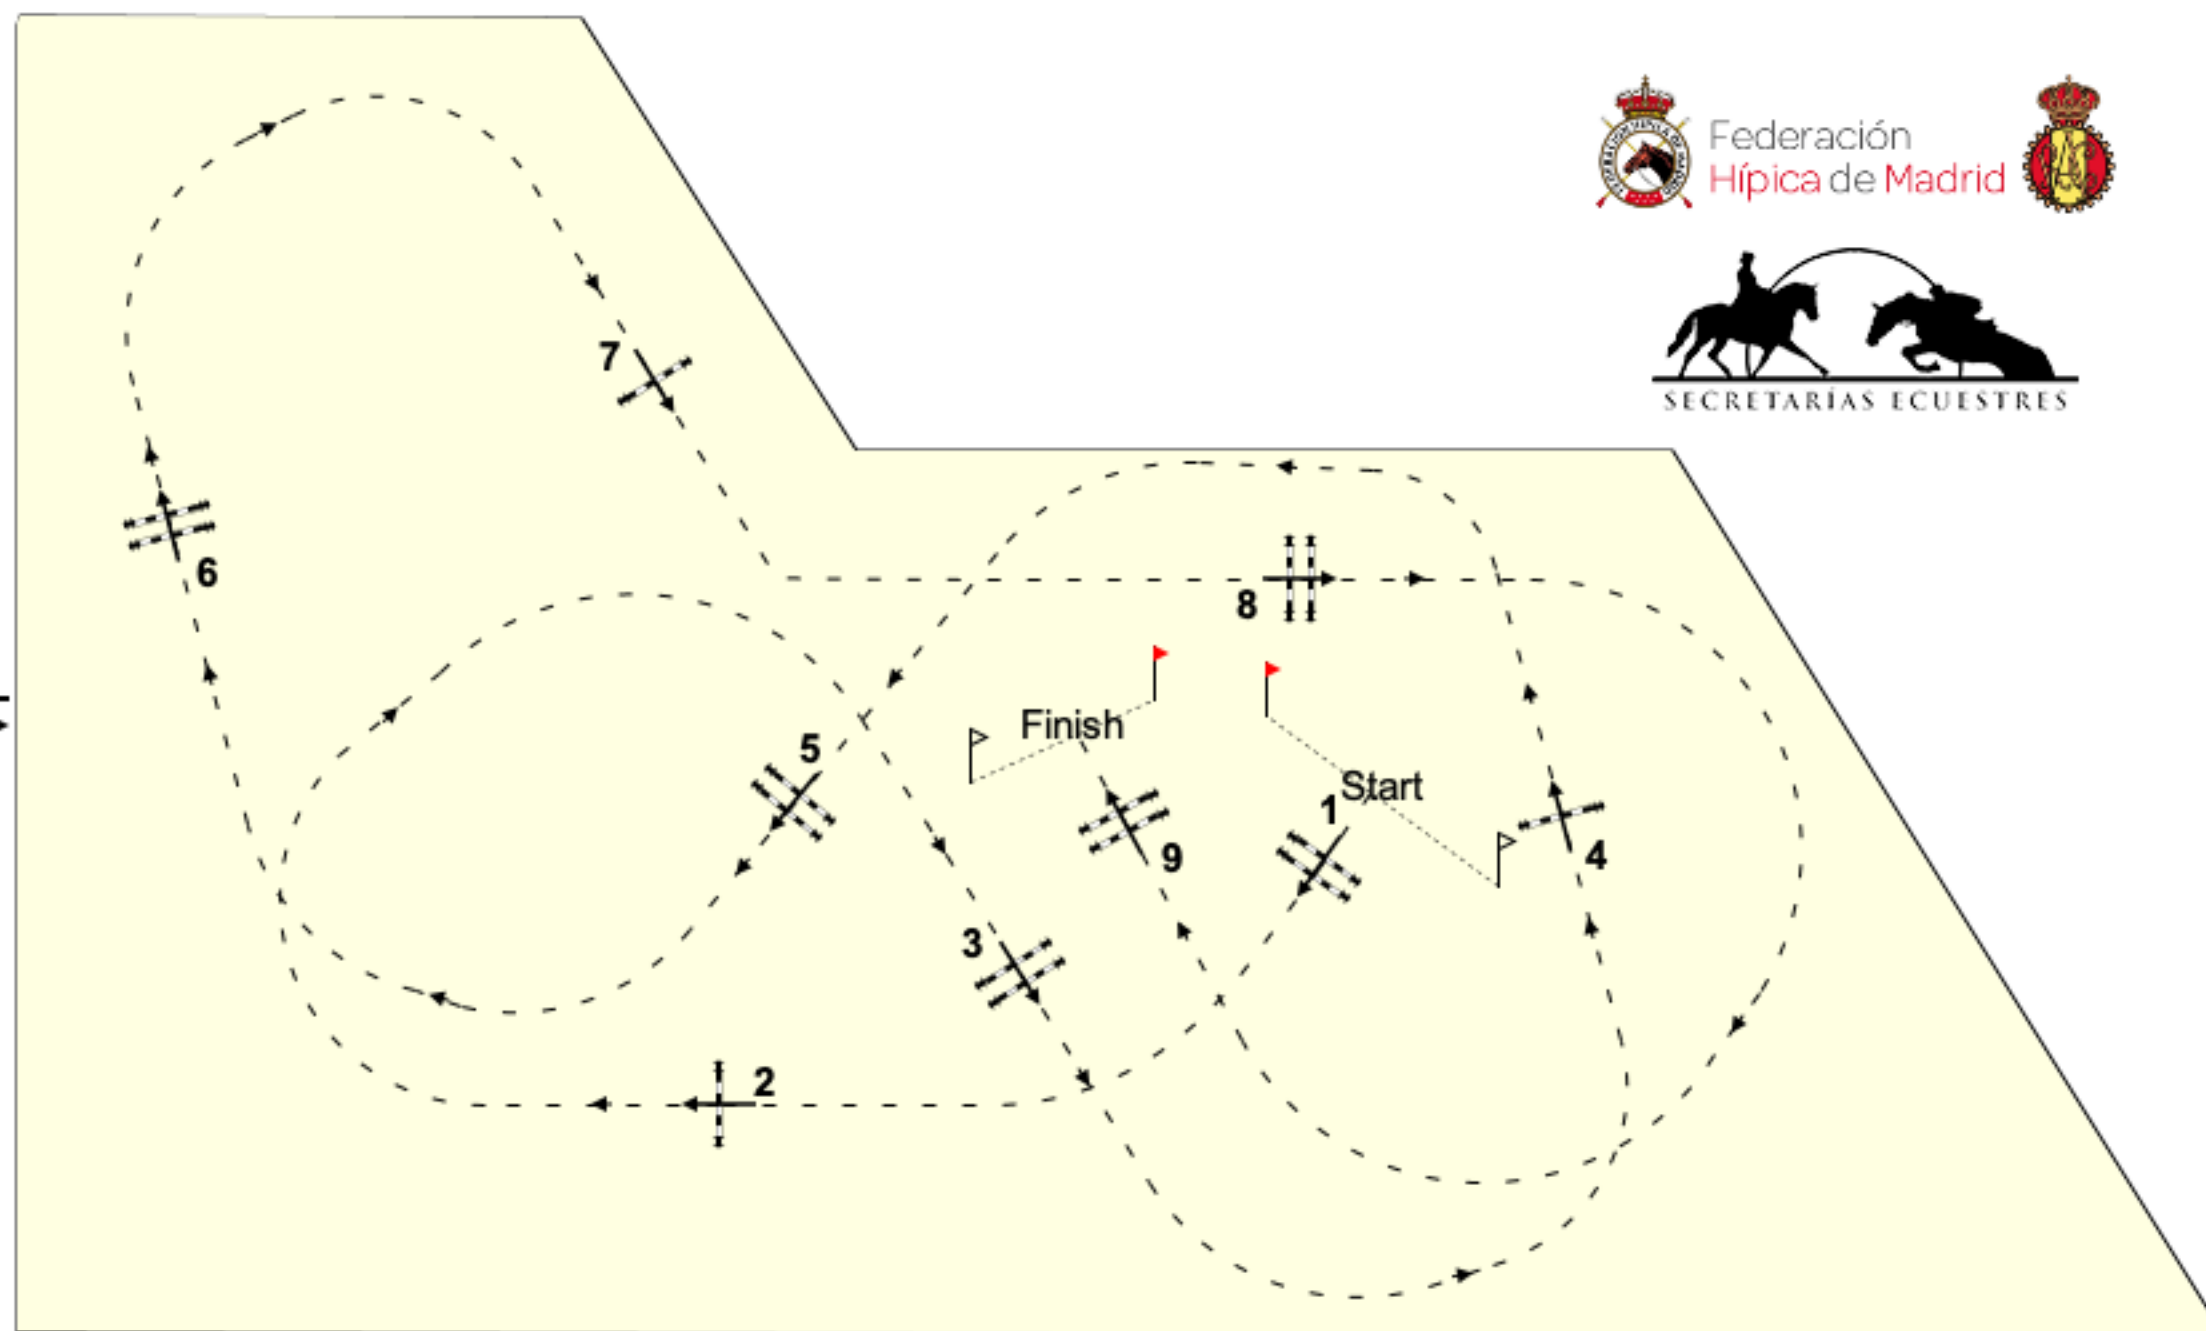 Federación
Hípica de Madrid
SECRETARÍAS ECUESTRES
7
6
8
5
Finish
Start
1
9
4
3
2